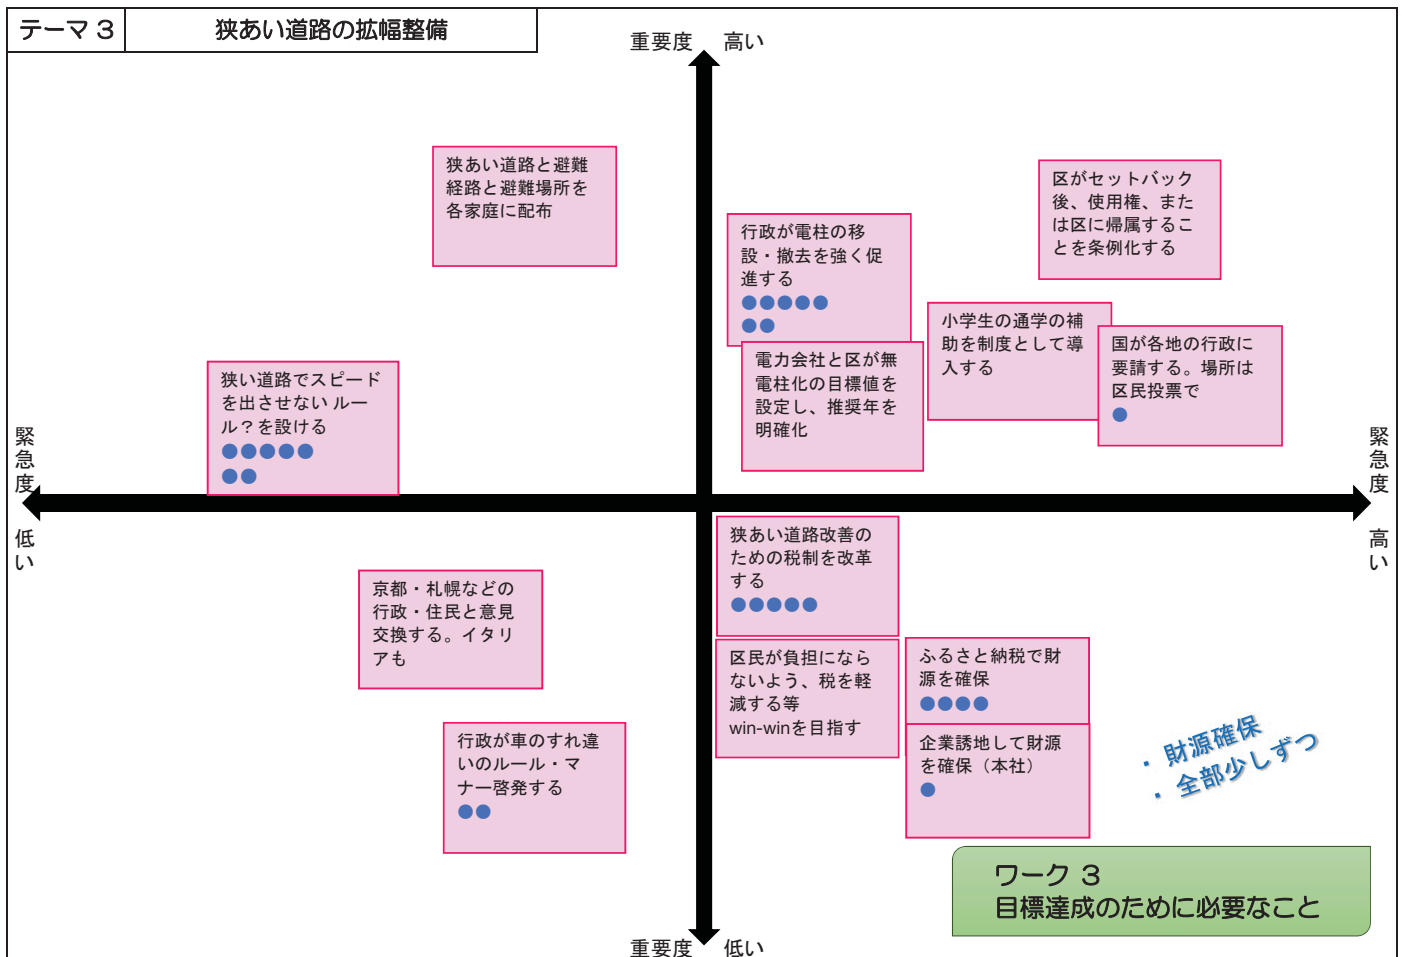 テーマ 3
狭あい道路の拡幅整備
重要度 高い
狭あい道路と避難
経路と避難場所を
各家庭に配布
区がセットバック
後、使用権、また
は区に帰属するこ
とを条例化する
行政が電柱の移
設・撤去を強く促
進する
電力会社と区が無
電柱化の目標値を
設定し、推奨年を
明確化
小学生の通学の補
助を制度として導
入する
国が各地の行政に
要請する。場所は
区民投票で
狭い道路でスピード
を出させない ルー
ル？を設ける
緊急度 低い
緊急度 高い
狭あい道路改善の
ための税制を改革
する
京都・札幌などの
行政・住民と意見
交換する。イタリ
アも
区民が負担になら
ないよう、税を軽
減する等
win-winを目指す
ふるさと納税で財
源を確保
行政が車のすれ違
いのルール・マ
ナー啓発する
企業誘地して財源
を確保（本社）
・ 財源確保
・ 全部少しずつ
ワーク 3
目標達成のために必要なこと
重要度 低い